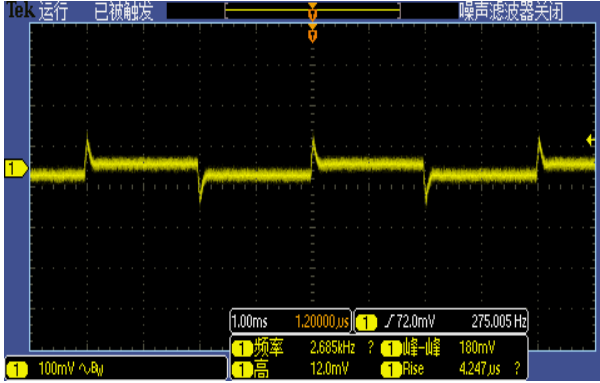 Tek 运行 已被触发 噪声滤波器关闭
1
1.00ms 1.20000μs 1 72.0mV 275.005 Hz
1 频率 2.685kHz ? 1 峰-峰 180mV
1 高 12.0mV 1 Rise 4.247μs ?
1 100mV BW